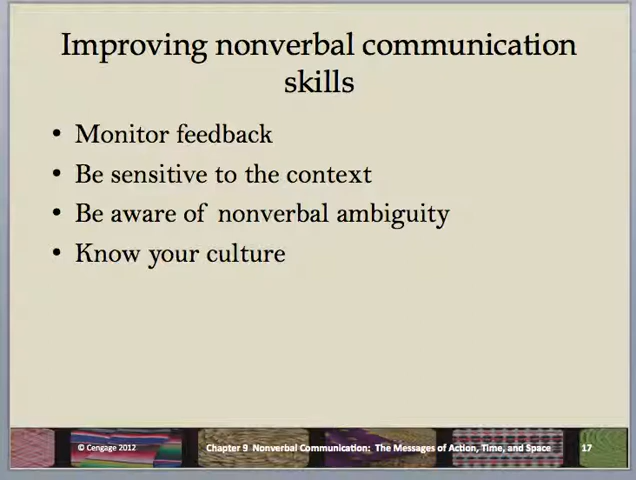 Improving nonverbal communication
skills
• Monitor feedback
• Be sensitive to the context
• Be aware of nonverbal ambiguity
• Know your culture
© Cengage 2012
Chapter 9 Nonverbal Communication: The Messages of Action, Time, and Space
17